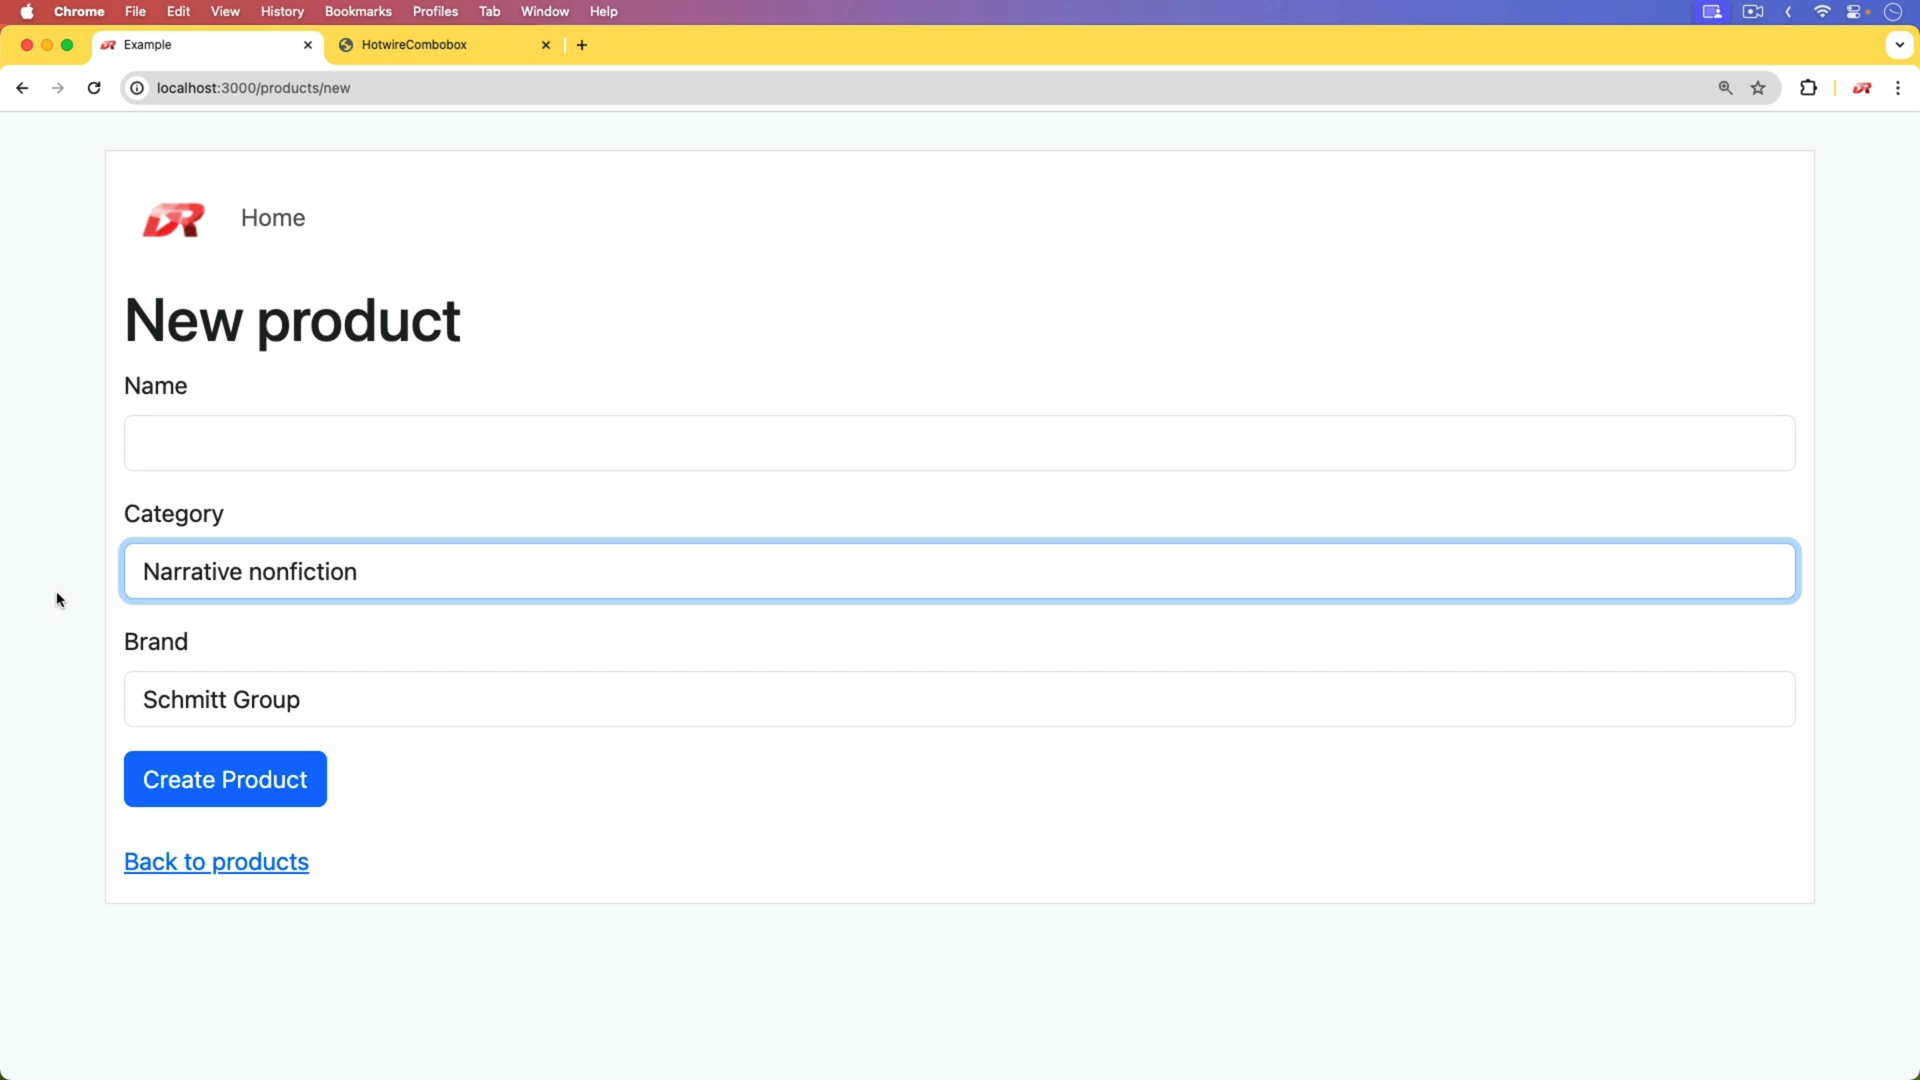 Chrome File Edit View History Bookmarks Profiles Tab Window Help
Example HotwireCombobox
localhost:3000/products/new
DR Home
New product
Name
Category
Narrative nonfiction
Brand
Schmitt Group
Create Product
Back to products